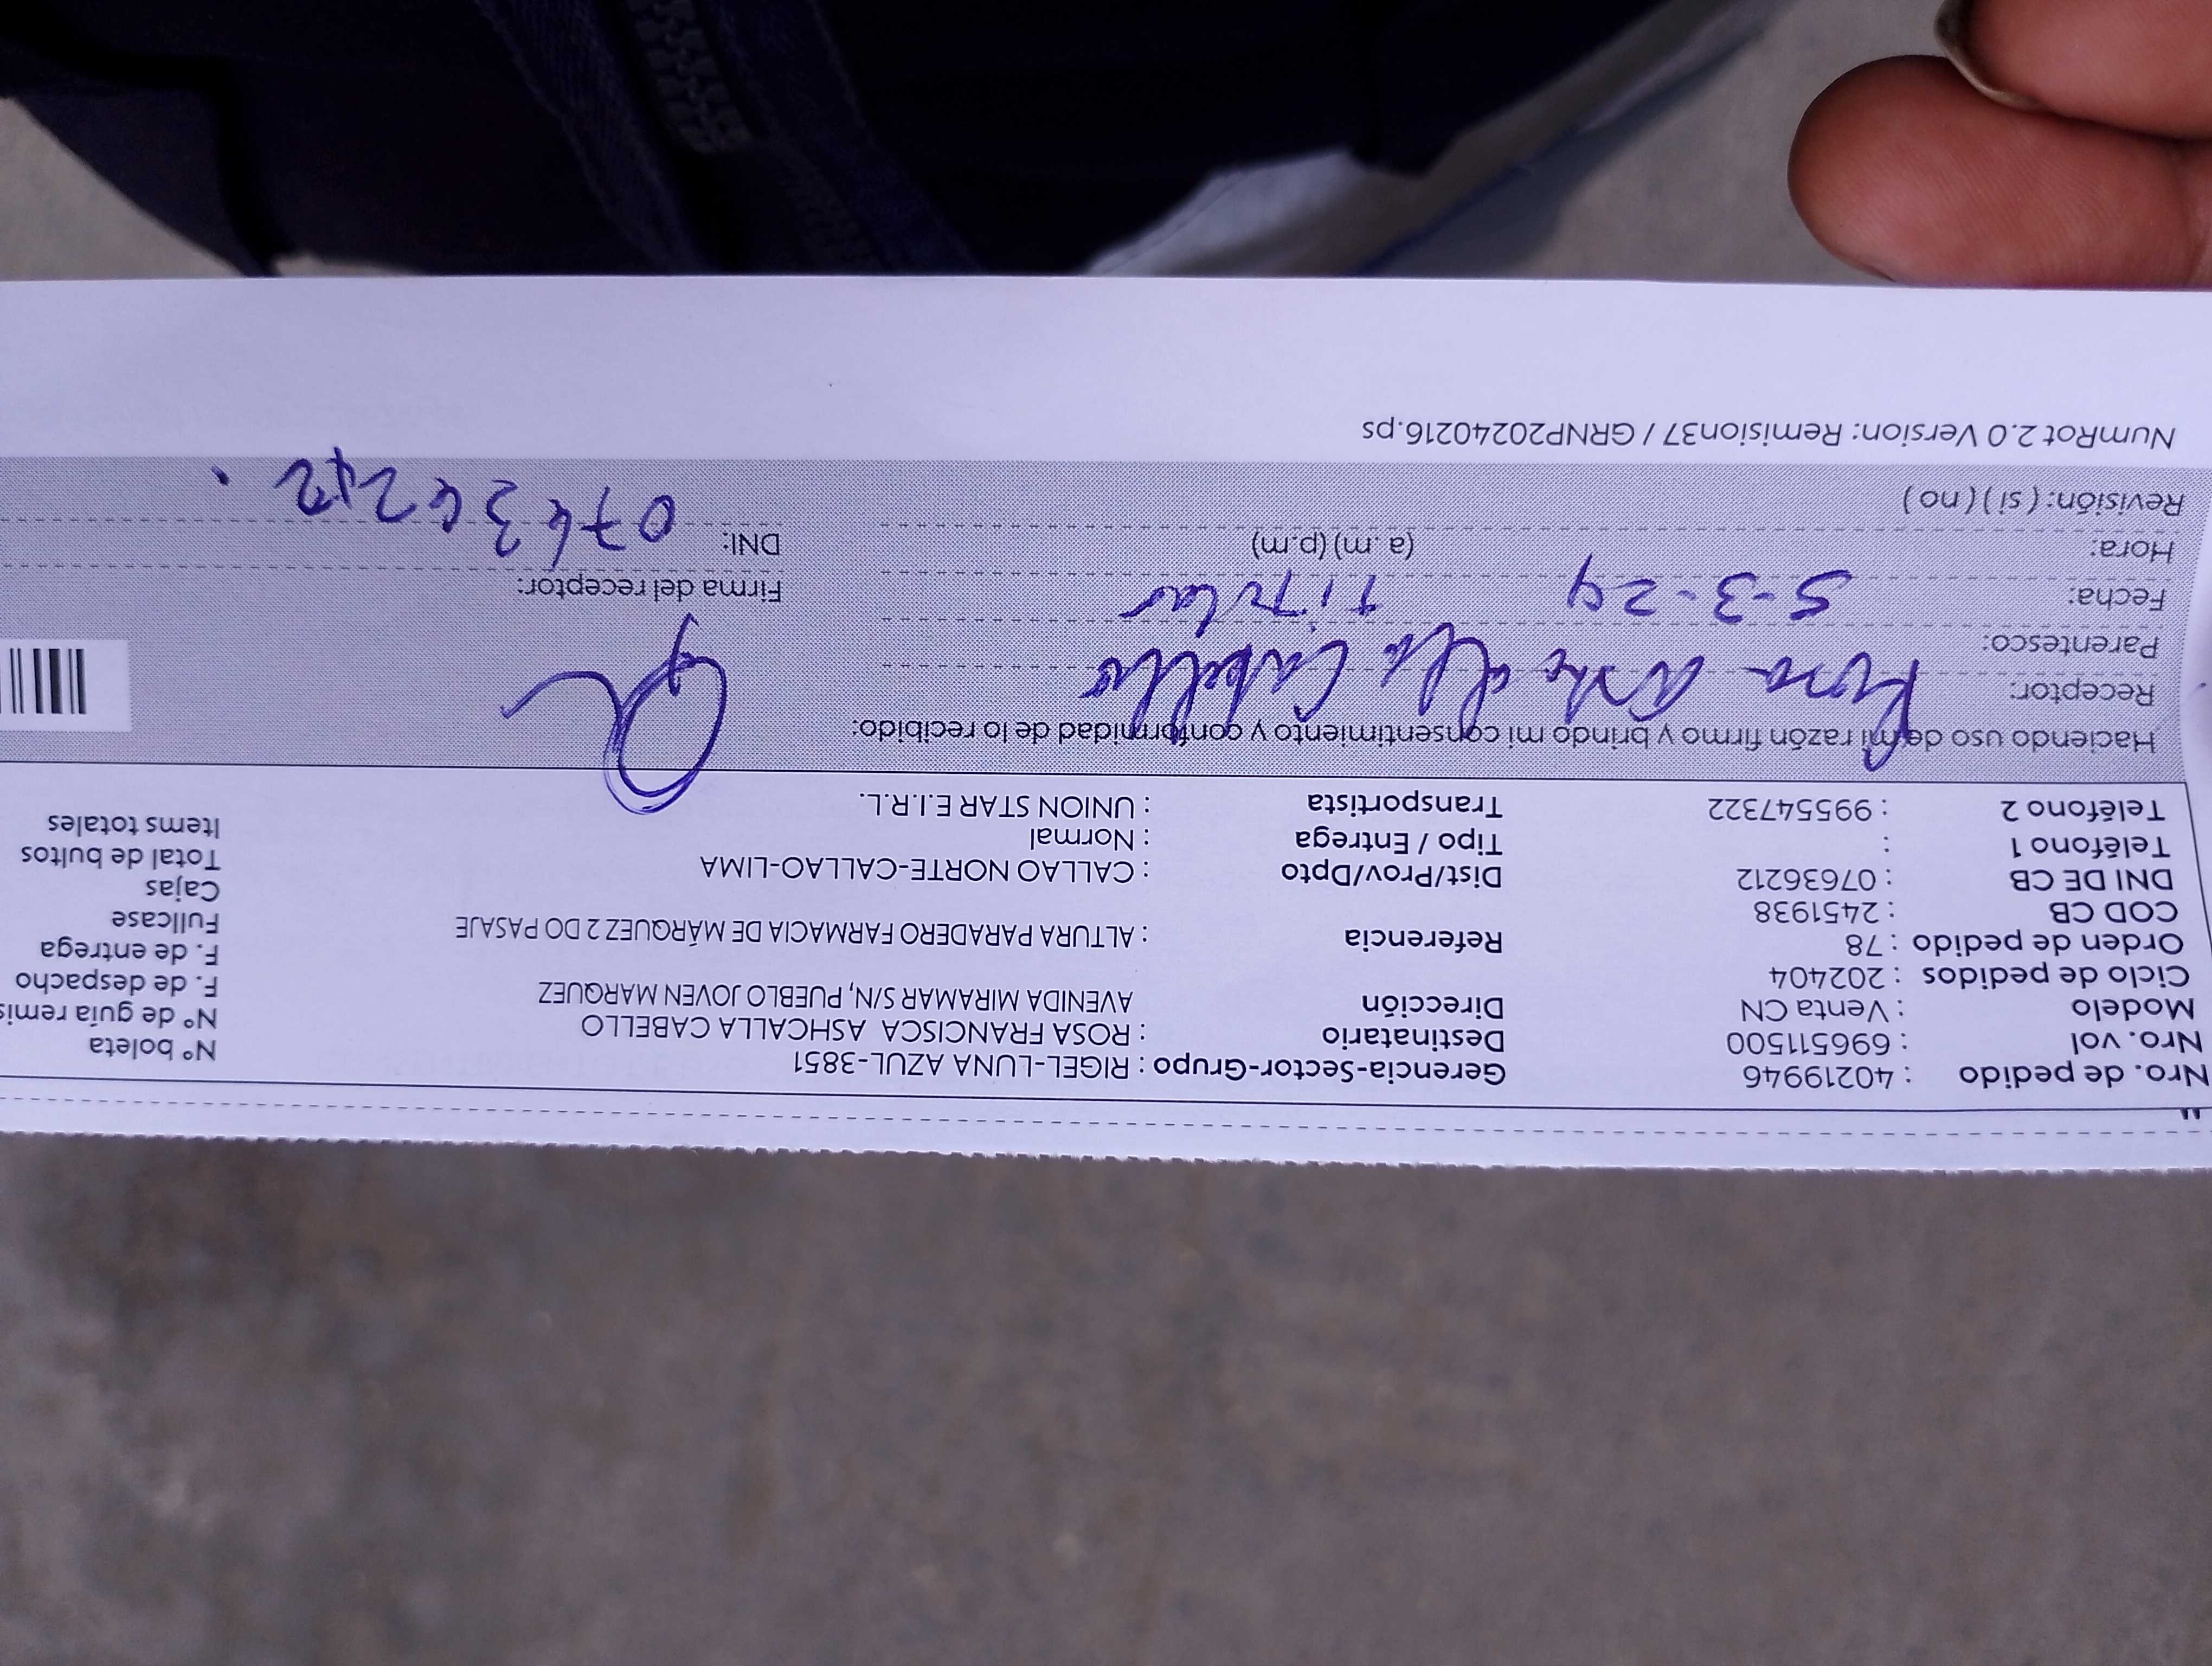 Nro. de pedido : 40219946 Gerencia-Sector-Grupo : RIGEL-LUNA AZUL-3851 Nº boleta
Nro. vol : 696511500 Destinatario : ROSA FRANCISCA ASHCALLA CABELLO Nº de guía remis
Modelo : Venta CN Dirección AVENIDA MIRAMAR S/N, PUEBLO JOVEN MARQUEZ F. de despacho
Ciclo de pedidos : 202404 F. de entrega
Orden de pedido : 78 Referencia : ALTURA PARADERO FARMACIA DE MÁRQUEZ 2 DO PASAJE Fullcase
COD CB : 2451938 Cajas
DNI DE CB : 07636212 Dist/Prov/Dpto : CALLAO NORTE-CALLAO-LIMA Total de bultos
Teléfono 1 : Tipo / Entrega : Normal Items totales
Teléfono 2 : 995547322 Transportista : UNION STAR E.I.R.L.
Haciendo uso de mi razón firmo y brindo mi consentimiento y conformidad de lo recibido:
Receptor: Rosa Cabello
Parentesco: Titular
Fecha: 5-3-24 Firma del receptor:
Hora: (a.m)(p.m) DNI:
Revisión: (si)(no)
NumRot 2.0 Version: Remision37 / GRNP20240216.ps